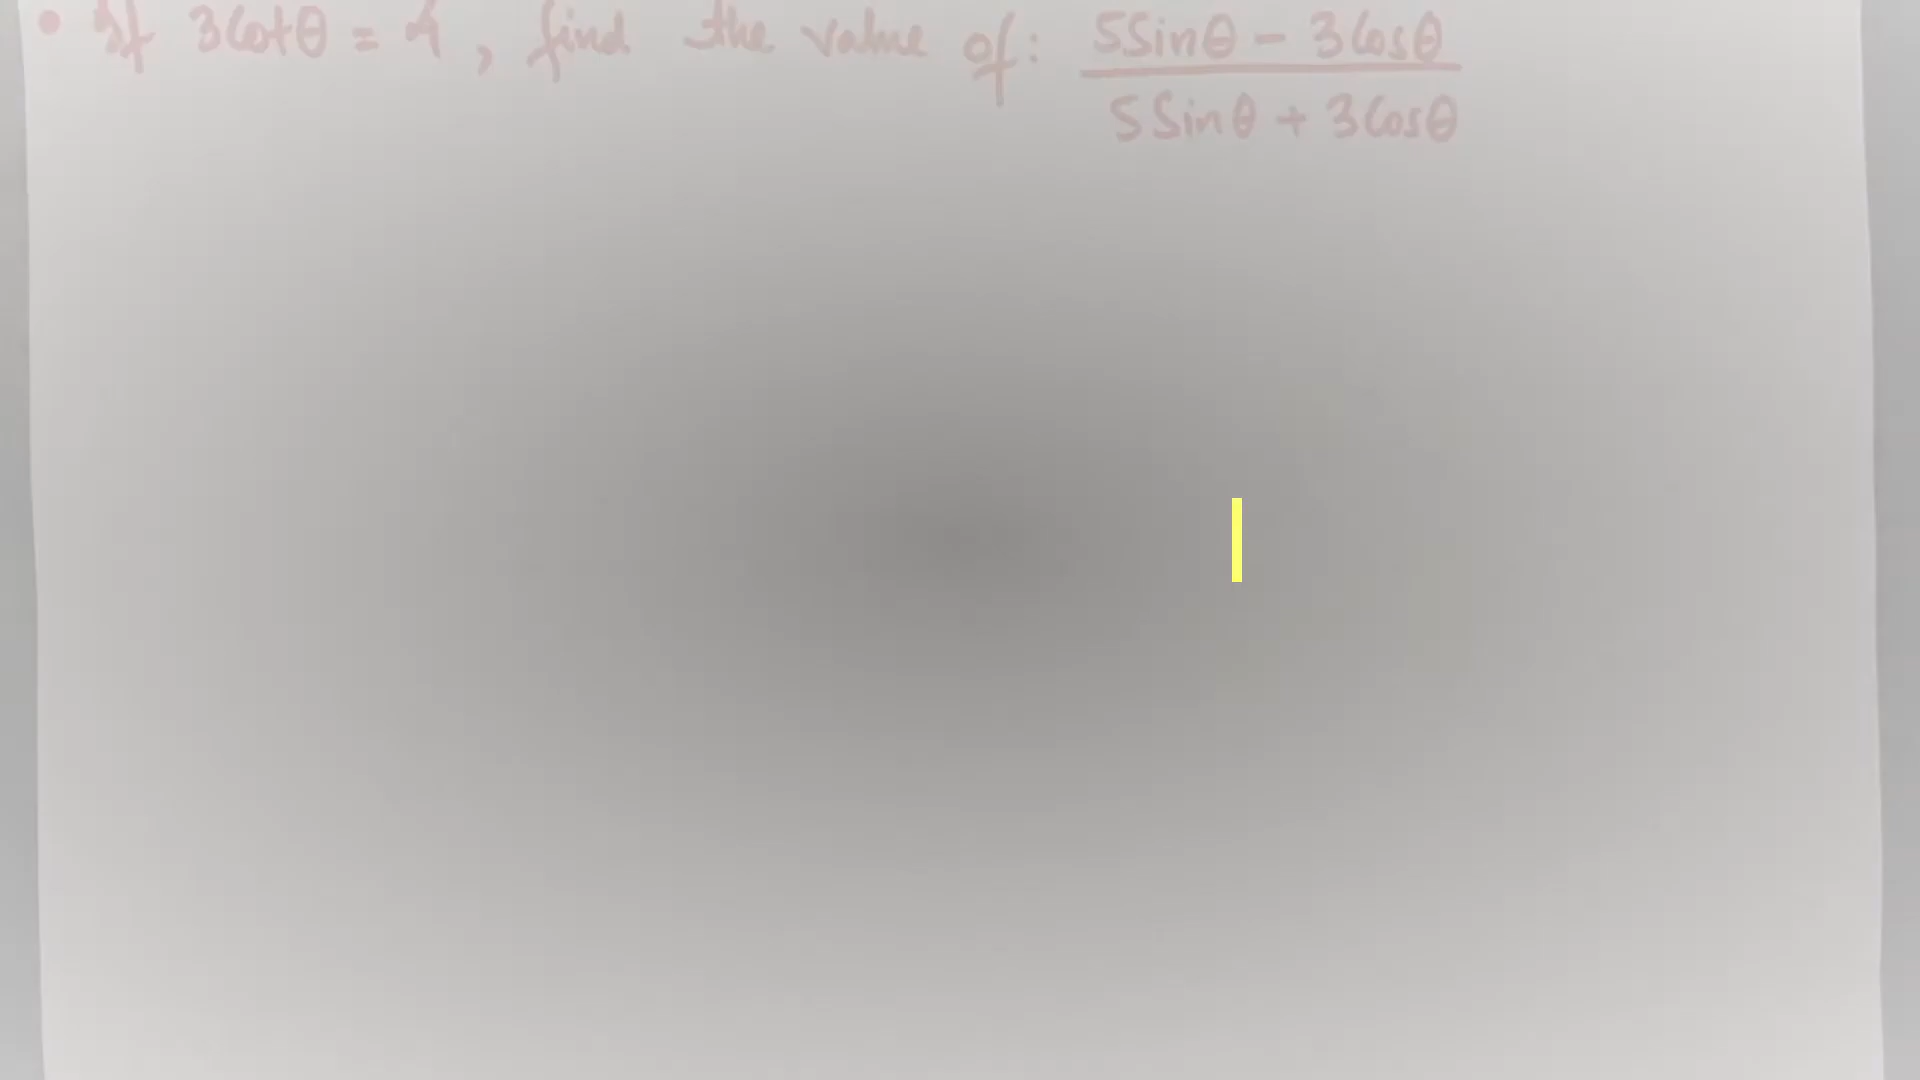 • If 3Cotθ = 4, find the value of: 5Sinθ - 3Cosθ
5Sinθ + 3Cosθ